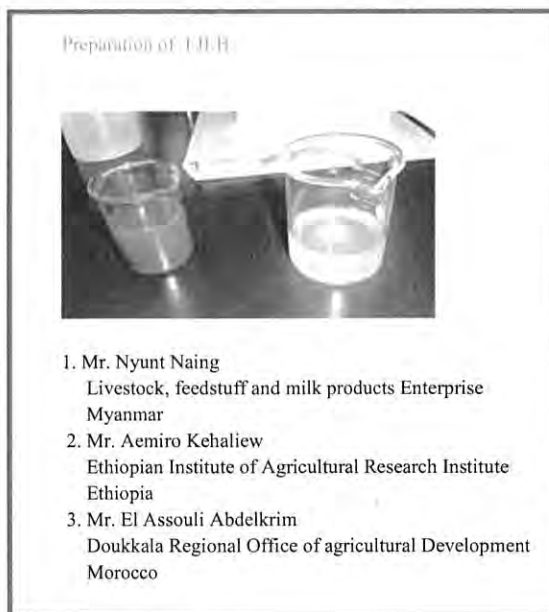 Preparation of
1. Mr. Nyunt Naing
Livestock, feedstuff and milk products Enterprise
Myanmar
2. Mr. Aemiro Kehaliew
Ethiopian Institute of Agricultural Research Institute
Ethiopia
3. Mr. El Assouli Abdelkrim
Doukkala Regional Office of agricultural Development
Morocco